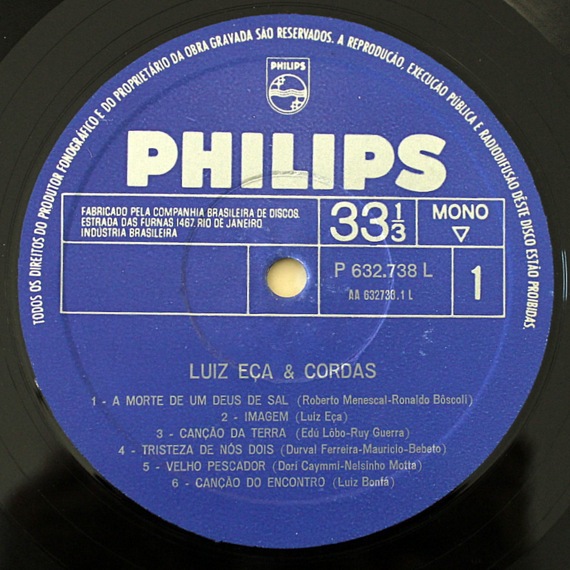 TODOS OS DIREITOS DO PRODUTOR FONOGRÁFICO E DO PROPRIETÁRIO DA OBRA GRAVADA SÃO RESERVADOS. A REPRODUÇÃO, EXECUÇÃO PÚBLICA E RADIODIFUSÃO DÊSTE DISCO ESTÃO PROIBIDAS.
PHILIPS
PHILIPS
FABRICADO PELA COMPANHIA BRASILEIRA DE DISCOS.
ESTRADA DAS FURNAS 1467. RIO DE JANEIRO
INDÚSTRIA BRASILEIRA
33 1/3
MONO
P 632.738 L
AA 632738.1 L
1
LUIZ EÇA & CORDAS
1 - A MORTE DE UM DEUS DE SAL (Roberto Menescal-Ronaldo Bôscoli)
2 - IMAGEM (Luiz Eça)
3 - CANÇÃO DA TERRA (Edú Lôbo-Ruy Guerra)
4 - TRISTEZA DE NÓS DOIS (Durval Ferreira-Mauricio-Bebeto)
5 - VELHO PESCADOR (Dori Caymmi-Nelsinho Motta)
6 - CANÇÃO DO ENCONTRO (Luiz Bonfá)